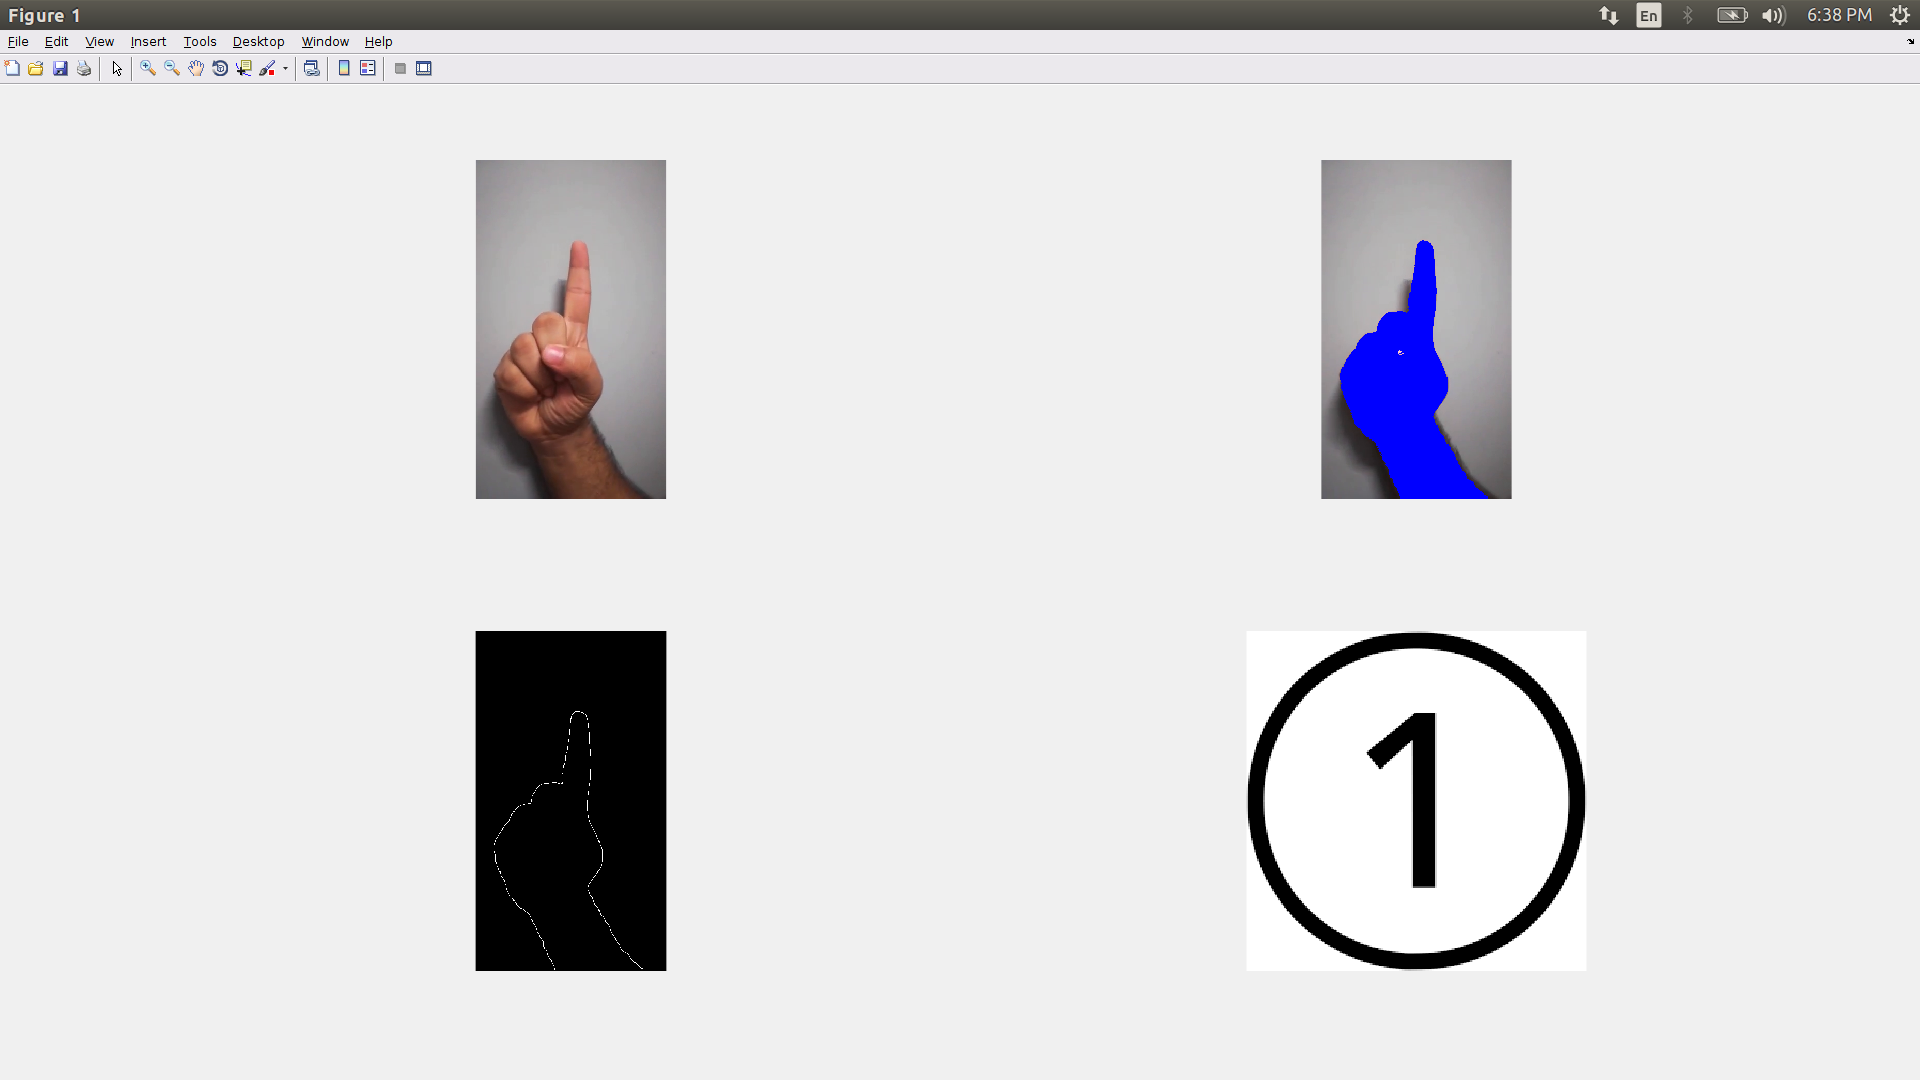 Figure 1
En
6:38 PM
File Edit View Insert Tools Desktop Window Help
1